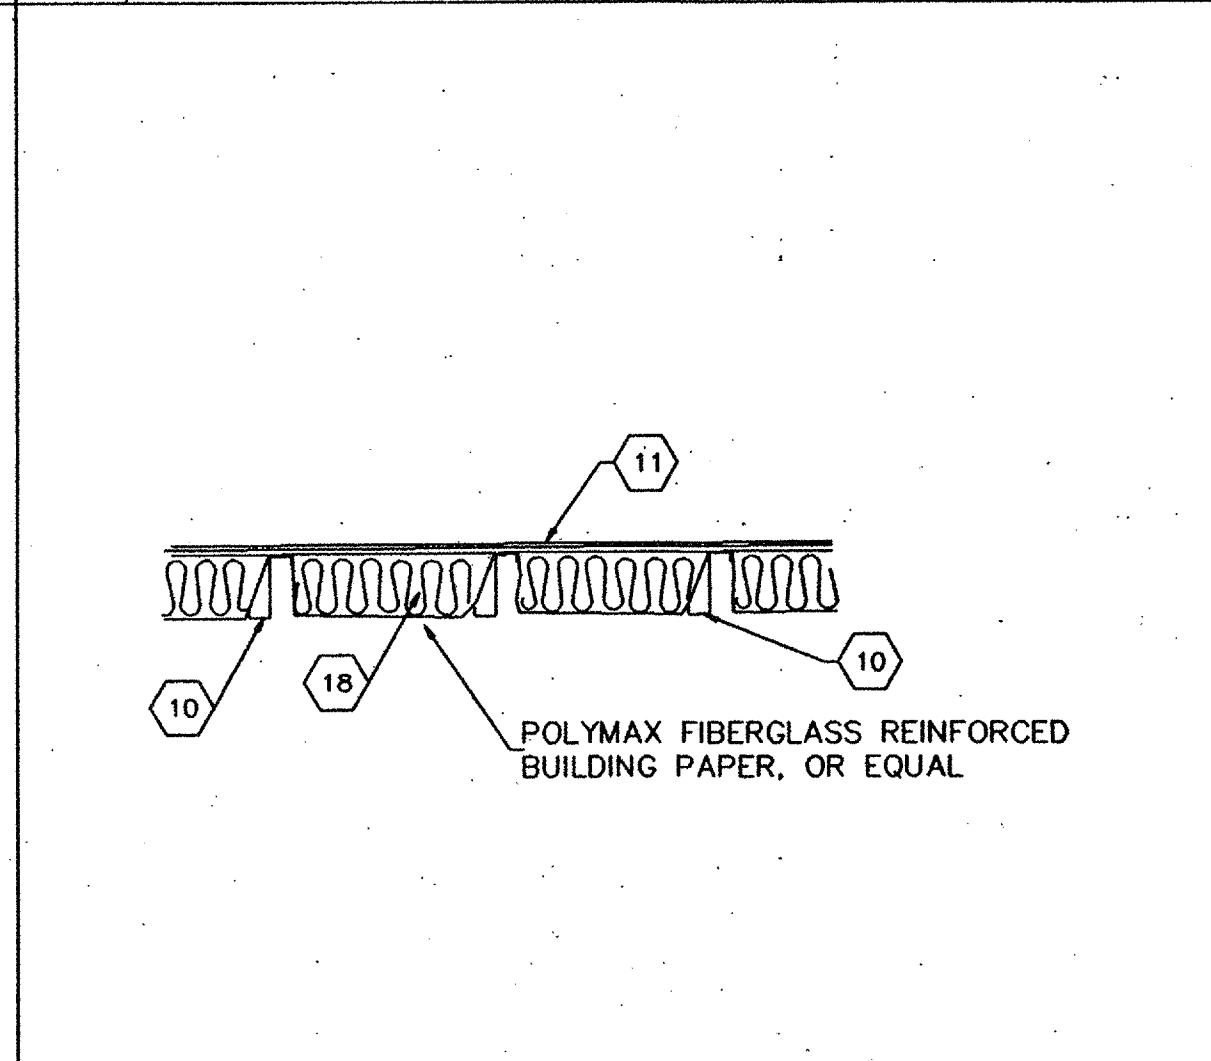 11
10
18
10
POLYMAX FIBERGLASS REINFORCED
BUILDING PAPER, OR EQUAL